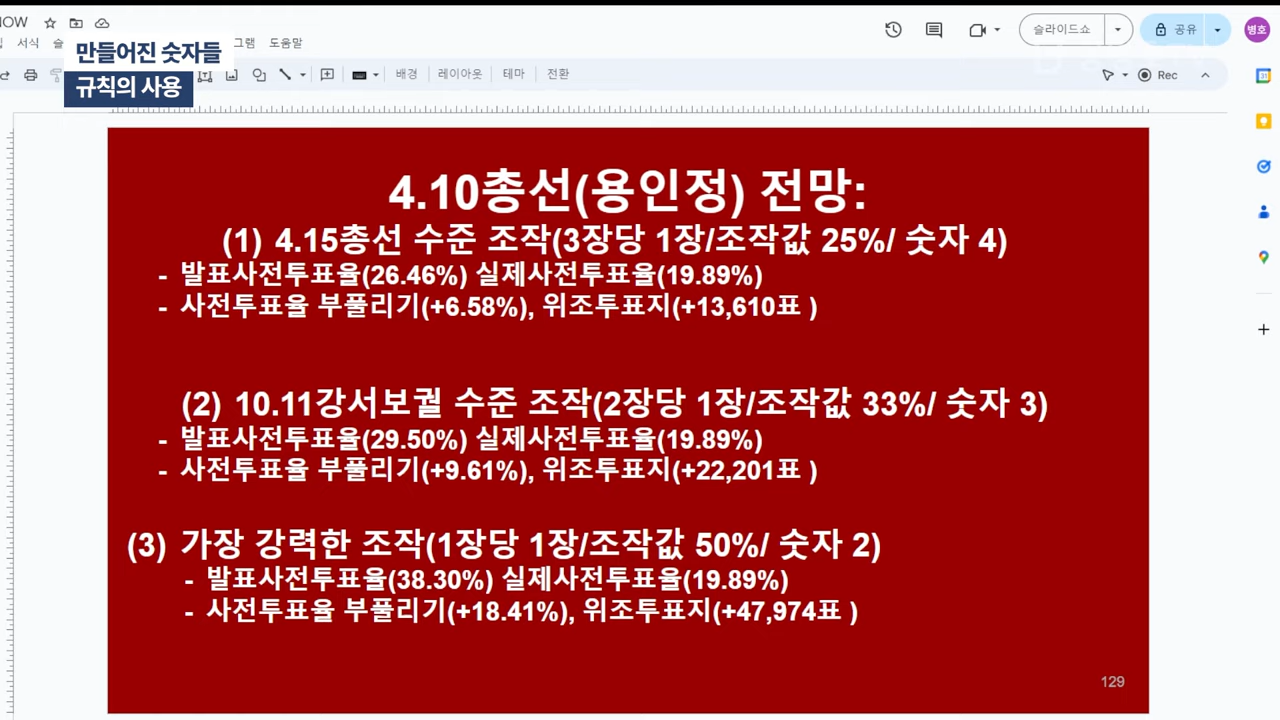 NOW
서식
슬
그램
도움말
만들어진 숫자들
규칙의 사용
배경
레이아웃
테마
전환
슬라이드쇼
공유
병호
Rec
31
4.10총선(용인정) 전망:
(1) 4.15총선 수준 조작(3장당 1장/조작값 25%/ 숫자 4)
- 발표사전투표율(26.46%) 실제사전투표율(19.89%)
- 사전투표율 부풀리기(+6.58%), 위조투표지(+13,610표 )
(2) 10.11강서보궐 수준 조작(2장당 1장/조작값 33%/ 숫자 3)
- 발표사전투표율(29.50%) 실제사전투표율(19.89%)
- 사전투표율 부풀리기(+9.61%), 위조투표지(+22,201표 )
(3) 가장 강력한 조작(1장당 1장/조작값 50%/ 숫자 2)
- 발표사전투표율(38.30%) 실제사전투표율(19.89%)
- 사전투표율 부풀리기(+18.41%), 위조투표지(+47,974표 )
129